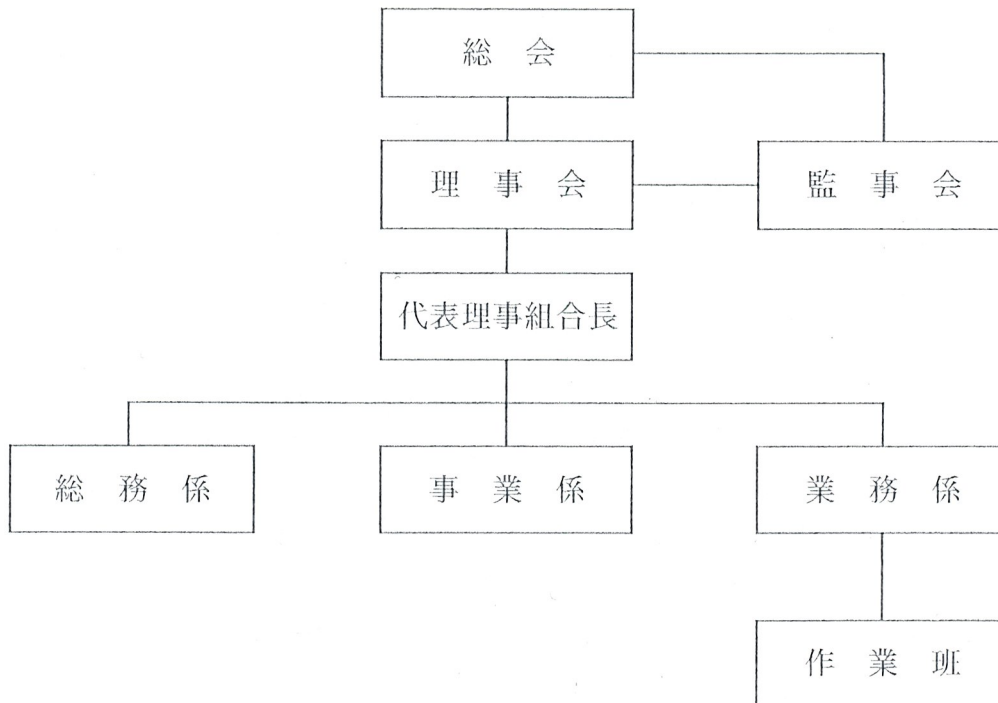 総会
理事会
監事会
代表理事組合長
総務係
事業係
業務係
作業班